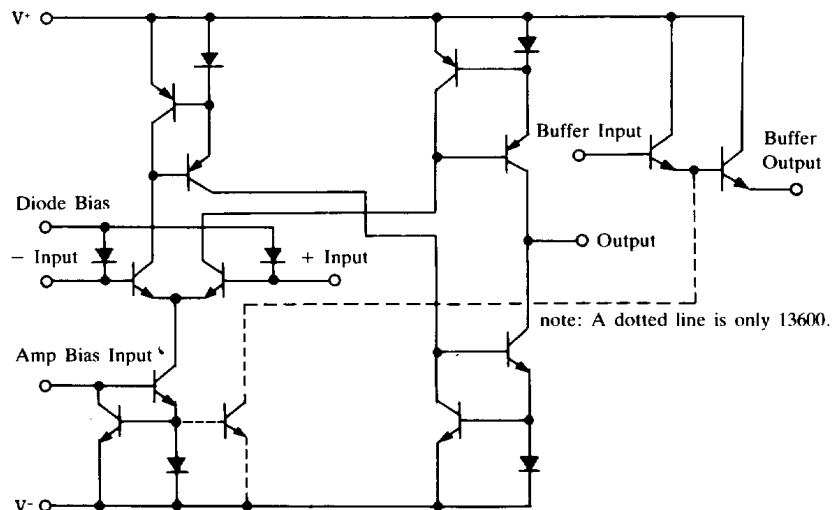 V+
Buffer Input
Buffer
Output
Diode Bias
− Input
+ Input
Output
note: A dotted line is only 13600.
Amp Bias Input
V−